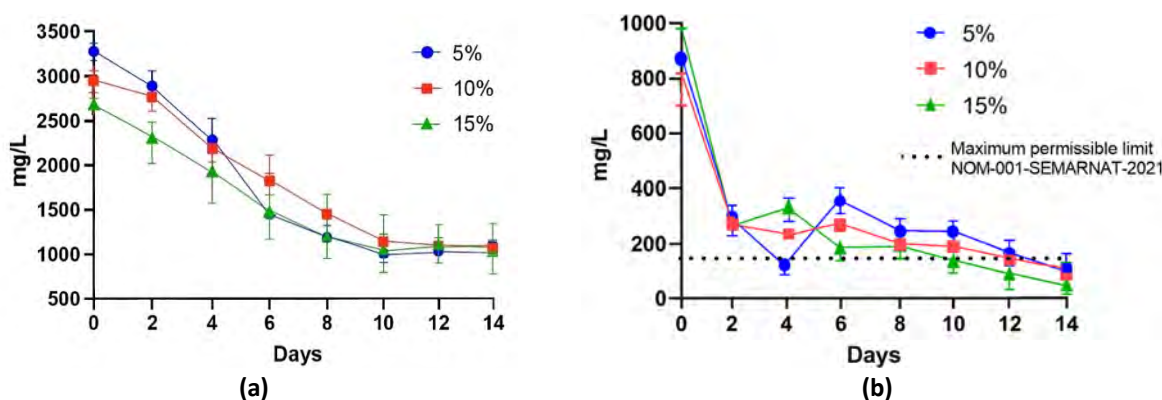 3500
3000
2500
2000
1500
1000
500
mg/L
0 2 4 6 8 10 12 14
Days
5%
10%
15%
(a)
1000
800
600
400
200
0
mg/L
0 2 4 6 8 10 12 14
Days
5%
10%
15%
Maximum permissible limit
NOM-001-SEMARNAT-2021
(b)